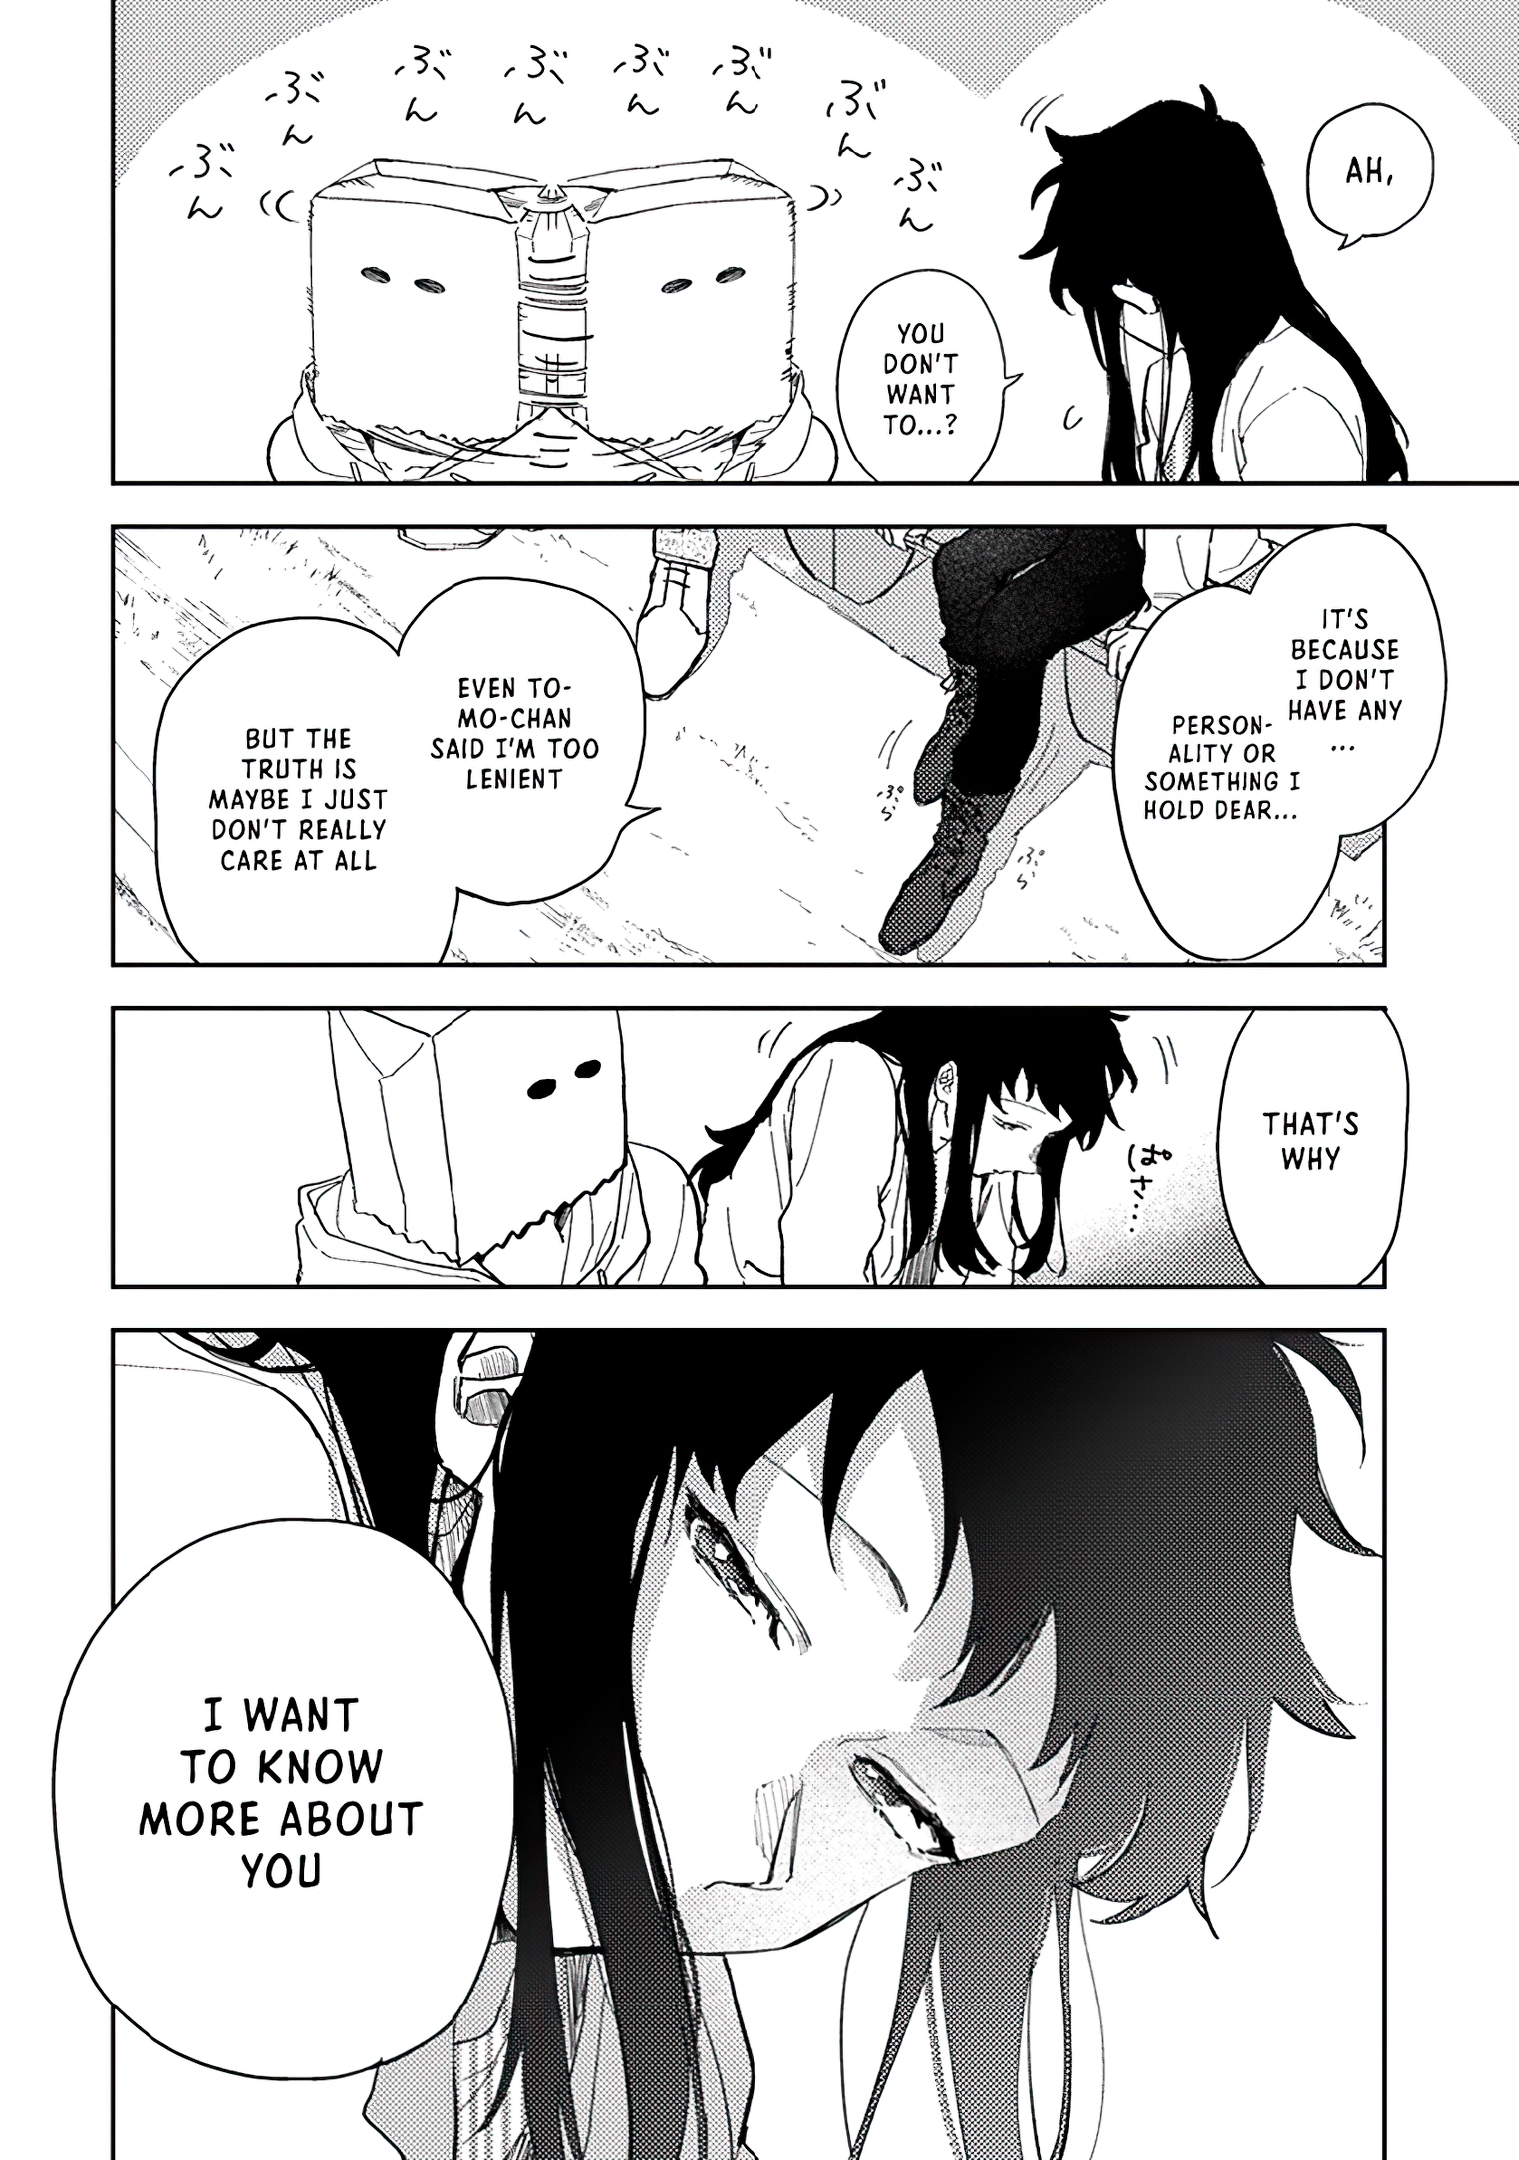 AH,
YOU
DON'T
WANT
TO...?
ぶん
ぶん
ぶん
ぶん
ぶん
ぶん
ぶん
ぶん
IT'S
BECAUSE
I DON'T
HAVE ANY
...
PERSON-
ALITY OR
SOMETHING I
HOLD DEAR...
ぷら
ぷら
EVEN TO-
MO-CHAN
SAID I'M TOO
LENIENT
BUT THE
TRUTH IS
MAYBE I JUST
DON'T REALLY
CARE AT ALL
THAT'S
WHY
ぱさ…
I WANT
TO KNOW
MORE ABOUT
YOU